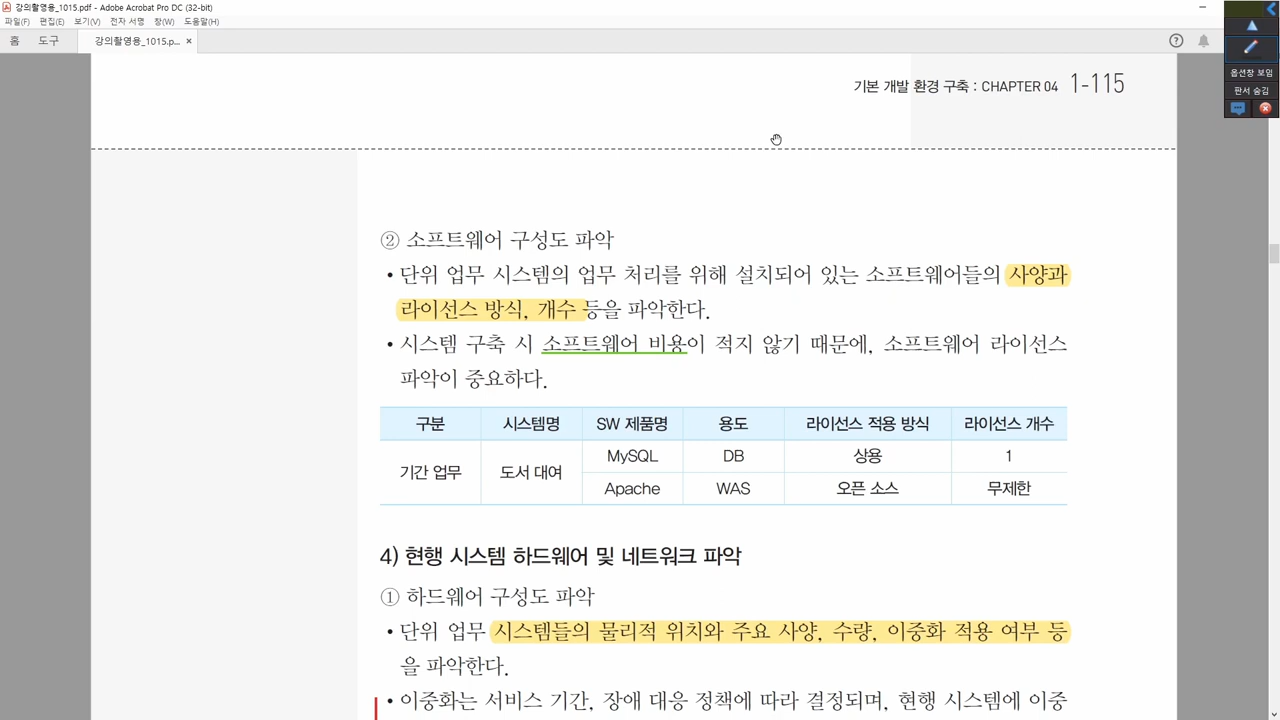 강의촬영용_1015.pdf - Adobe Acrobat Pro DC (32-bit)
파일(F) 편집(E) 보기(V) 전자 서명 창(W) 도움말(H)
홈 도구 강의촬영용_1015.p... ×
옵션창 보임
판서 숨김
기본 개발 환경 구축 : CHAPTER 04 1-115
② 소프트웨어 구성도 파악
• 단위 업무 시스템의 업무 처리를 위해 설치되어 있는 소프트웨어들의 사양과
라이선스 방식, 개수 등을 파악한다.
• 시스템 구축 시 소프트웨어 비용이 적지 않기 때문에, 소프트웨어 라이선스
파악이 중요하다.
구분 시스템명 SW 제품명 용도 라이선스 적용 방식 라이선스 개수
기간 업무 도서 대여 MySQL DB 상용 1
Apache WAS 오픈 소스 무제한
4) 현행 시스템 하드웨어 및 네트워크 파악
① 하드웨어 구성도 파악
• 단위 업무 시스템들의 물리적 위치와 주요 사양, 수량, 이중화 적용 여부 등
을 파악한다.
• 이중화는 서비스 기간, 장애 대응 정책에 따라 결정되며, 현행 시스템에 이중